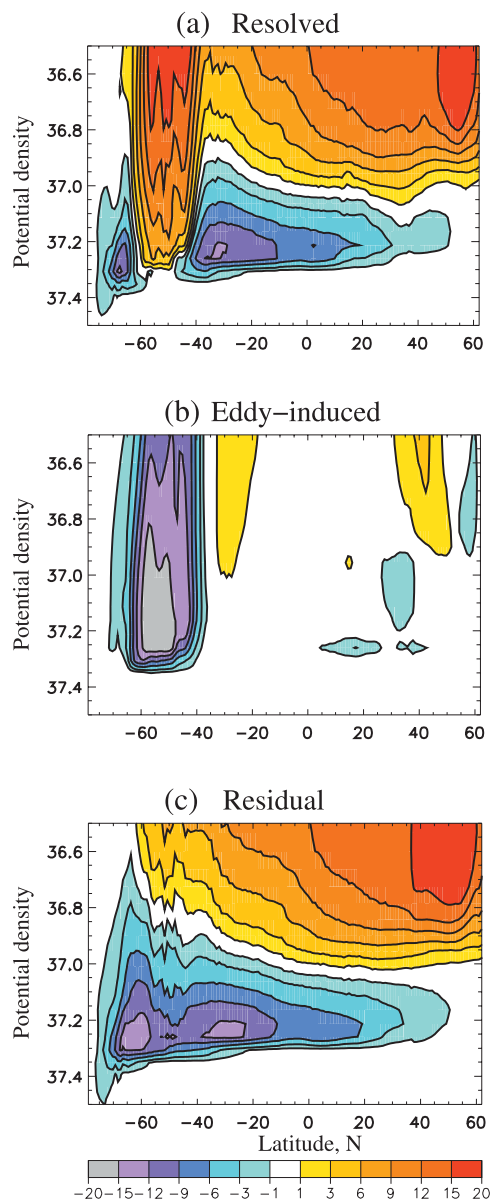 (a) Resolved
Potential density
36.6
36.8
37.0
37.2
37.4
−60 −40 −20 0 20 40 60
(b) Eddy−induced
Potential density
36.6
36.8
37.0
37.2
37.4
−60 −40 −20 0 20 40 60
(c) Residual
Potential density
36.6
36.8
37.0
37.2
37.4
−60 −40 −20 0 20 40 60
Latitude, N
−20 −15 −12 −9 −6 −3 −1 1 3 6 9 12 15 20